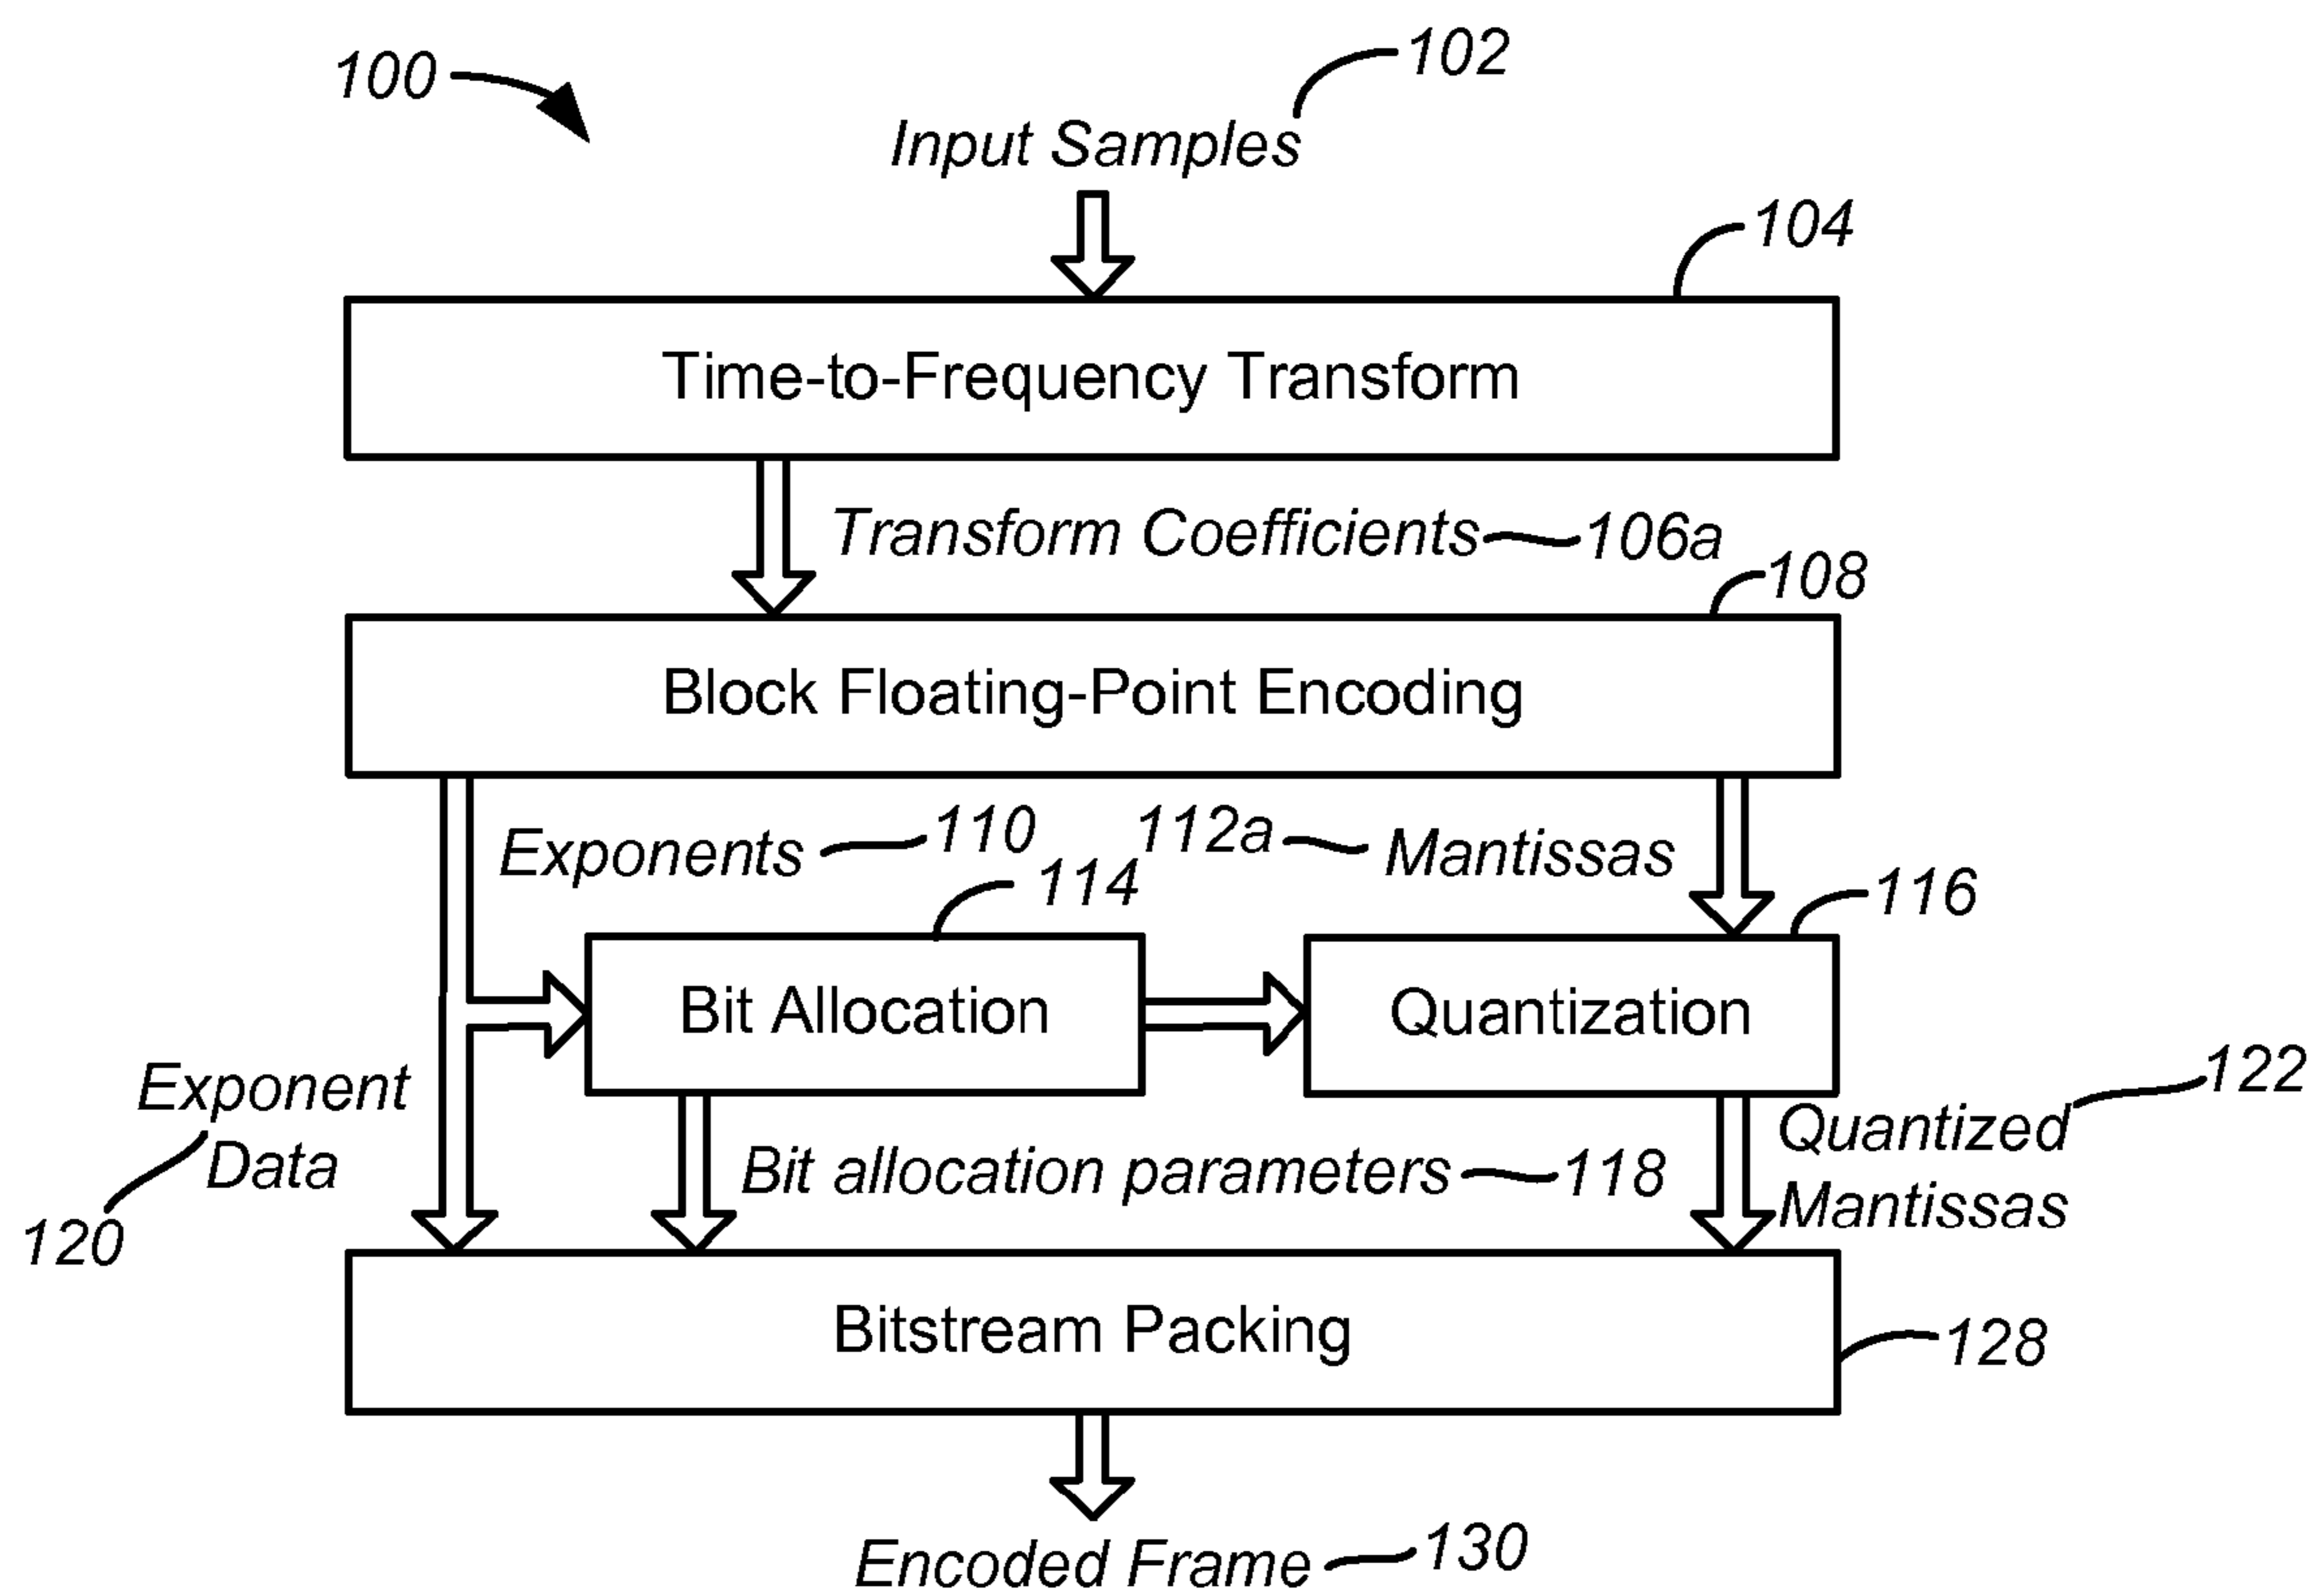 100
102
Input Samples
104
Time-to-Frequency Transform
Transform Coefficients 106a
108
Block Floating-Point Encoding
Exponents 110
112a Mantissas
114
116
Bit Allocation
Quantization
Exponent
Data
120
Bit allocation parameters 118
122
Quantized
Mantissas
Bitstream Packing
128
Encoded Frame 130